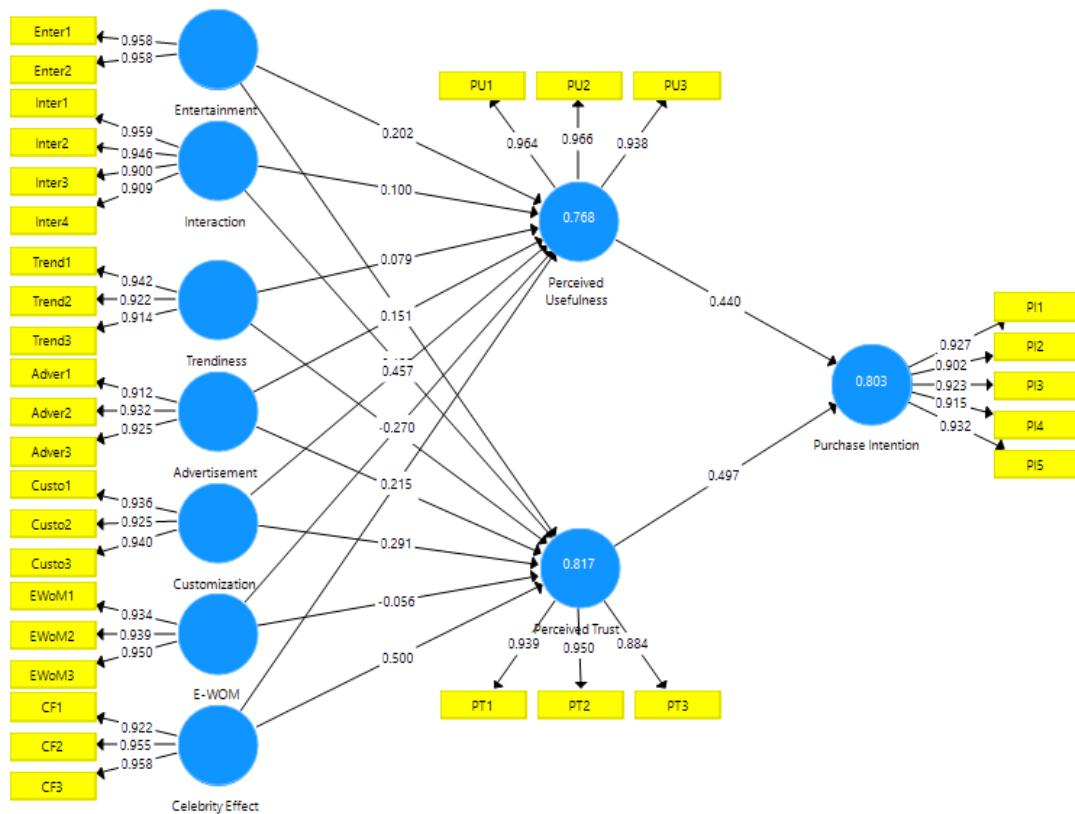 Enter1
0.958
0.958
Enter2
Entertainment
Inter1
0.959
Inter2
0.946
Inter3
0.900
0.909
Inter4
Interaction
Trend1
0.942
Trend2
0.922
0.914
Trend3
Trendiness
Adver1
0.912
Adver2
0.932
0.925
Adver3
Advertisement
Custo1
0.936
Custo2
0.925
0.940
Custo3
Customization
EWoM1
0.934
EWoM2
0.939
0.950
EWoM3
E-WOM
CF1
0.922
CF2
0.955
0.958
CF3
Celebrity Effect
0.202
0.100
0.079
0.151
0.457
-0.270
0.215
0.291
-0.056
0.500
PU1
PU2
PU3
0.964
0.966
0.938
0.768
Perceived
Usefulness
0.817
Perceived Trust
0.939
0.950
0.884
PT1
PT2
PT3
0.440
0.497
0.803
Purchase Intention
0.927
0.902
0.923
0.915
0.932
PI1
PI2
PI3
PI4
PI5